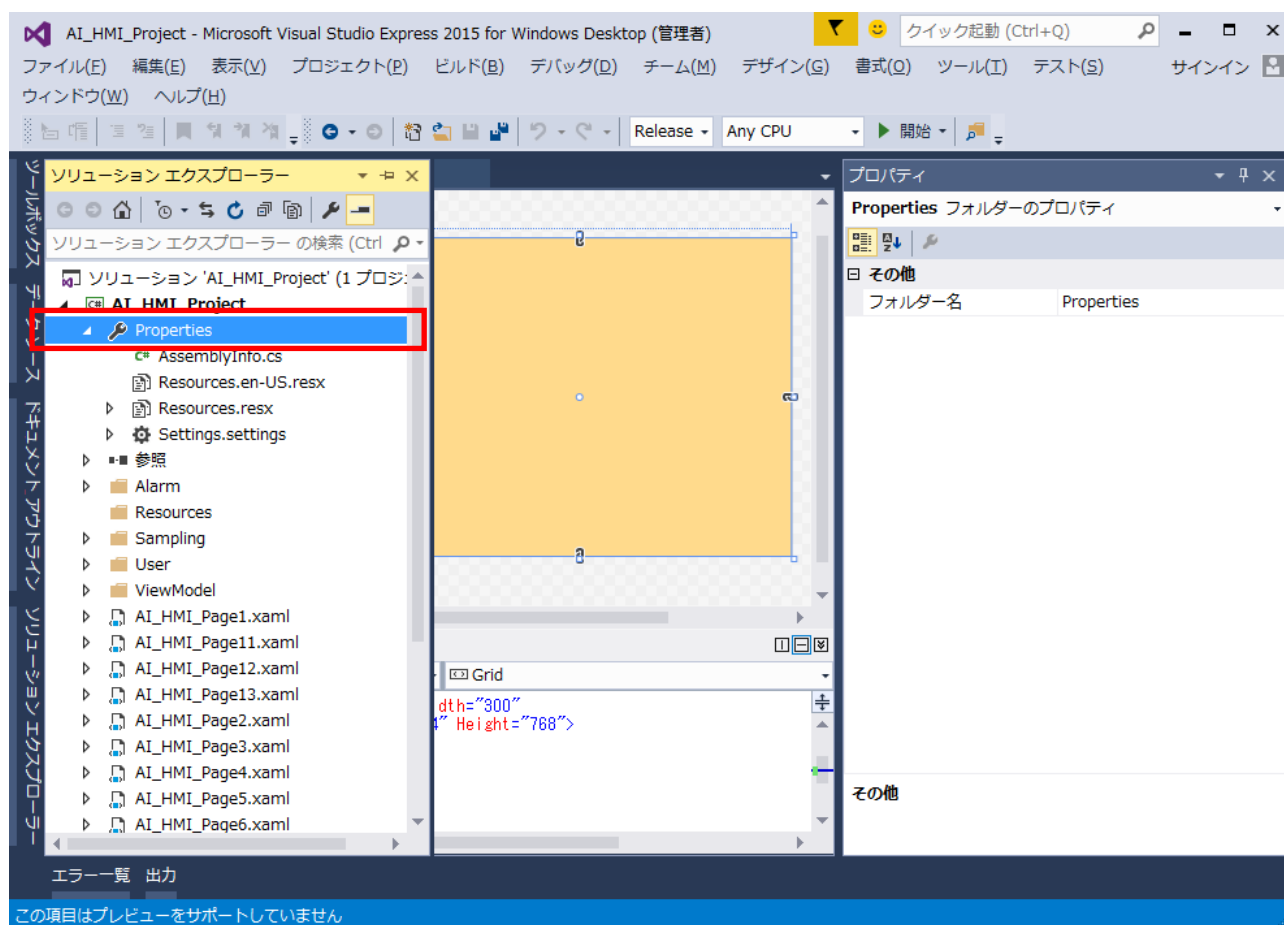 AI_HMI_Project - Microsoft Visual Studio Express 2015 for Windows Desktop (管理者)
クイック起動 (Ctrl+Q)
ファイル(F) 編集(E) 表示(V) プロジェクト(P) ビルド(B) デバッグ(D) チーム(M) デザイン(G) 書式(O) ツール(T) テスト(S) サインイン
ウィンドウ(W) ヘルプ(H)
Release Any CPU 開始
ツールボックス
データ ソース
ドキュメント アウトライン
ソリューション エクスプローラー
ソリューション エクスプローラー
ソリューション エクスプローラー の検索 (Ctrl
ソリューション 'AI_HMI_Project' (1 プロジ
AI_HMI_Project
Properties
AssemblyInfo.cs
Resources.en-US.resx
Resources.resx
Settings.settings
参照
Alarm
Resources
Sampling
User
ViewModel
AI_HMI_Page1.xaml
AI_HMI_Page11.xaml
AI_HMI_Page12.xaml
AI_HMI_Page13.xaml
AI_HMI_Page2.xaml
AI_HMI_Page3.xaml
AI_HMI_Page4.xaml
AI_HMI_Page5.xaml
AI_HMI_Page6.xaml
Grid
dth="300"
4" Height="768">
プロパティ
Properties フォルダーのプロパティ
その他
フォルダー名 Properties
その他
エラー一覧 出力
この項目はプレビューをサポートしていません